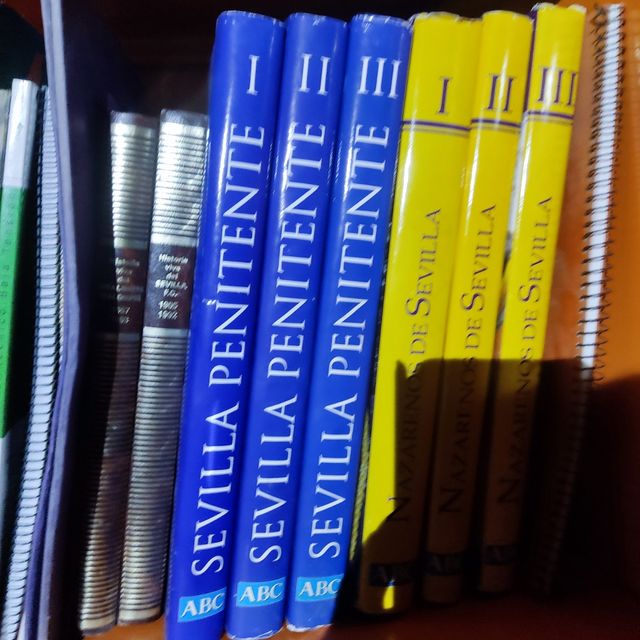 Historia
viva
de
SEVILLA
I
SEVILLA PENITENTE
ABC
II
SEVILLA PENITENTE
ABC
III
SEVILLA PENITENTE
ABC
I
NAZARENOS DE SEVILLA
II
NAZARENOS DE SEVILLA
III
NAZARENOS DE SEVILLA